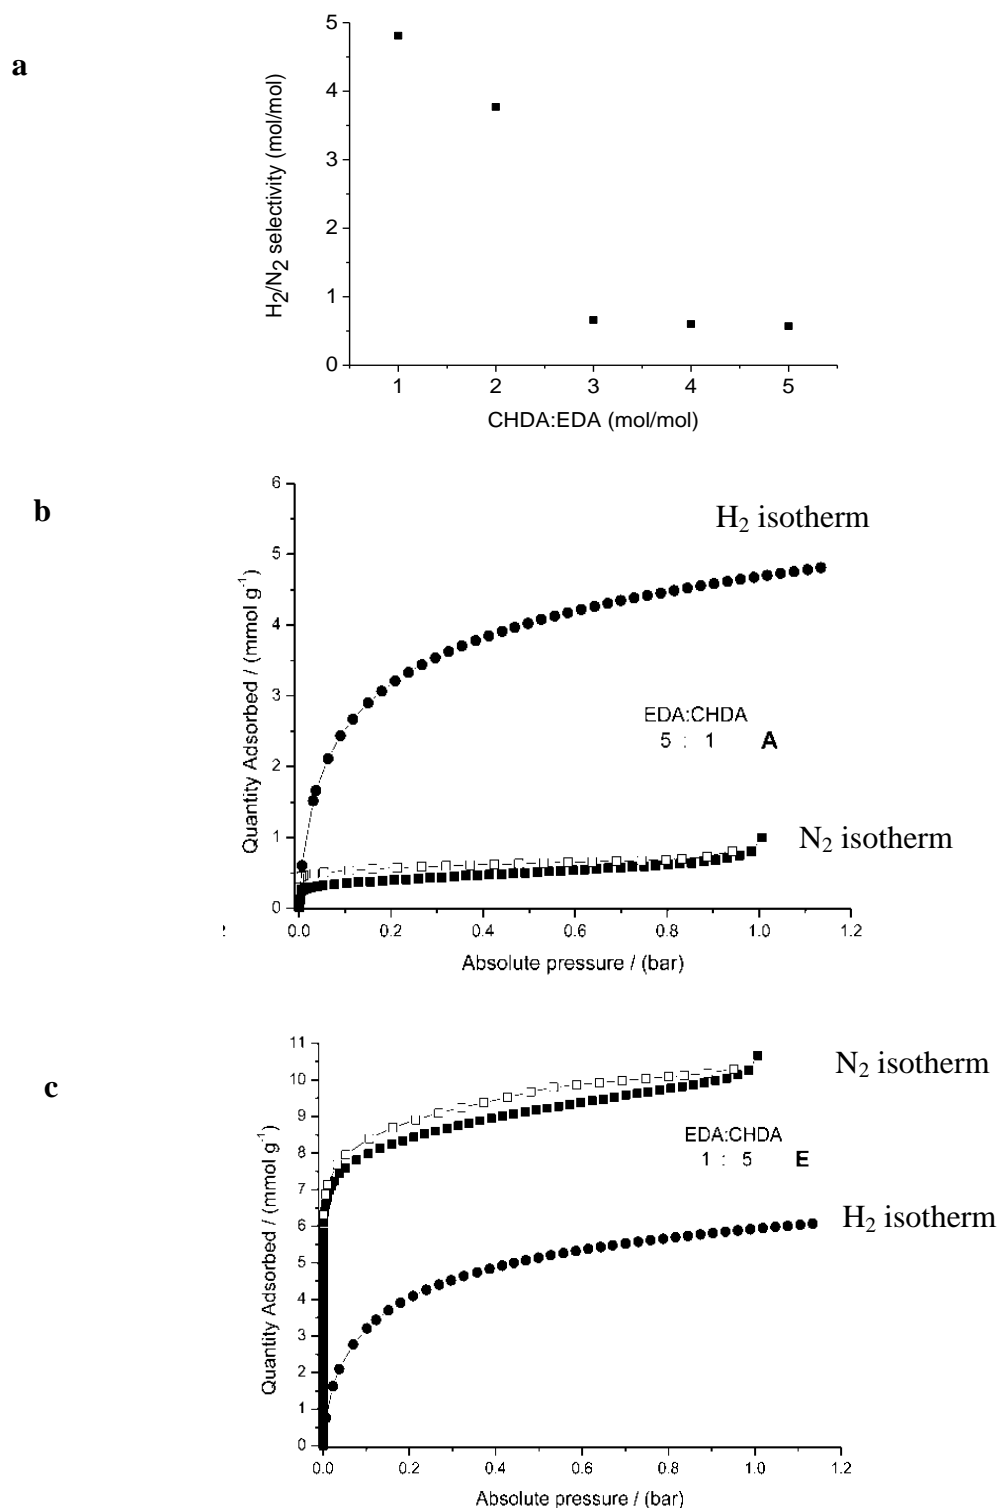 a
5
4
3
2
1
0
H2/N2 selectivity (mol/mol)
1 2 3 4 5
CHDA:EDA (mol/mol)
b
6
5
4
3
2
1
0
Quantity Adsorbed / (mmol g-1)
H2 isotherm
EDA:CHDA
5 : 1 A
N2 isotherm
0.0 0.2 0.4 0.6 0.8 1.0 1.2
Absolute pressure / (bar)
c
11
10
9
8
7
6
5
4
3
2
1
0
Quantity Adsorbed / (mmol g-1)
N2 isotherm
EDA:CHDA
1 : 5 E
H2 isotherm
0.0 0.2 0.4 0.6 0.8 1.0 1.2
Absolute pressure / (bar)